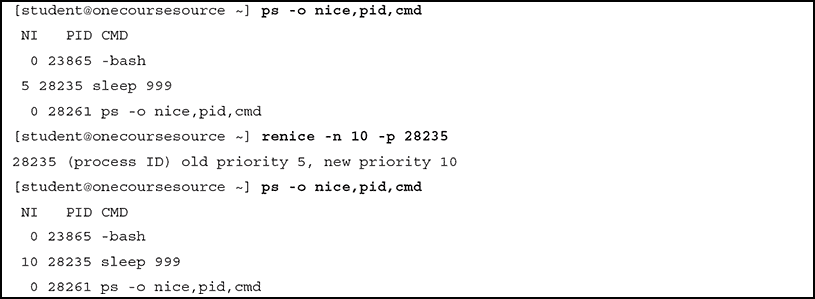 [student@onecoursesource ~] ps -o nice,pid,cmd
NI   PID CMD
0 23865 -bash
5 28235 sleep 999
0 28261 ps -o nice,pid,cmd
[student@onecoursesource ~] renice -n 10 -p 28235
28235 (process ID) old priority 5, new priority 10
[student@onecoursesource ~] ps -o nice,pid,cmd
NI   PID CMD
0 23865 -bash
10 28235 sleep 999
0 28261 ps -o nice,pid,cmd